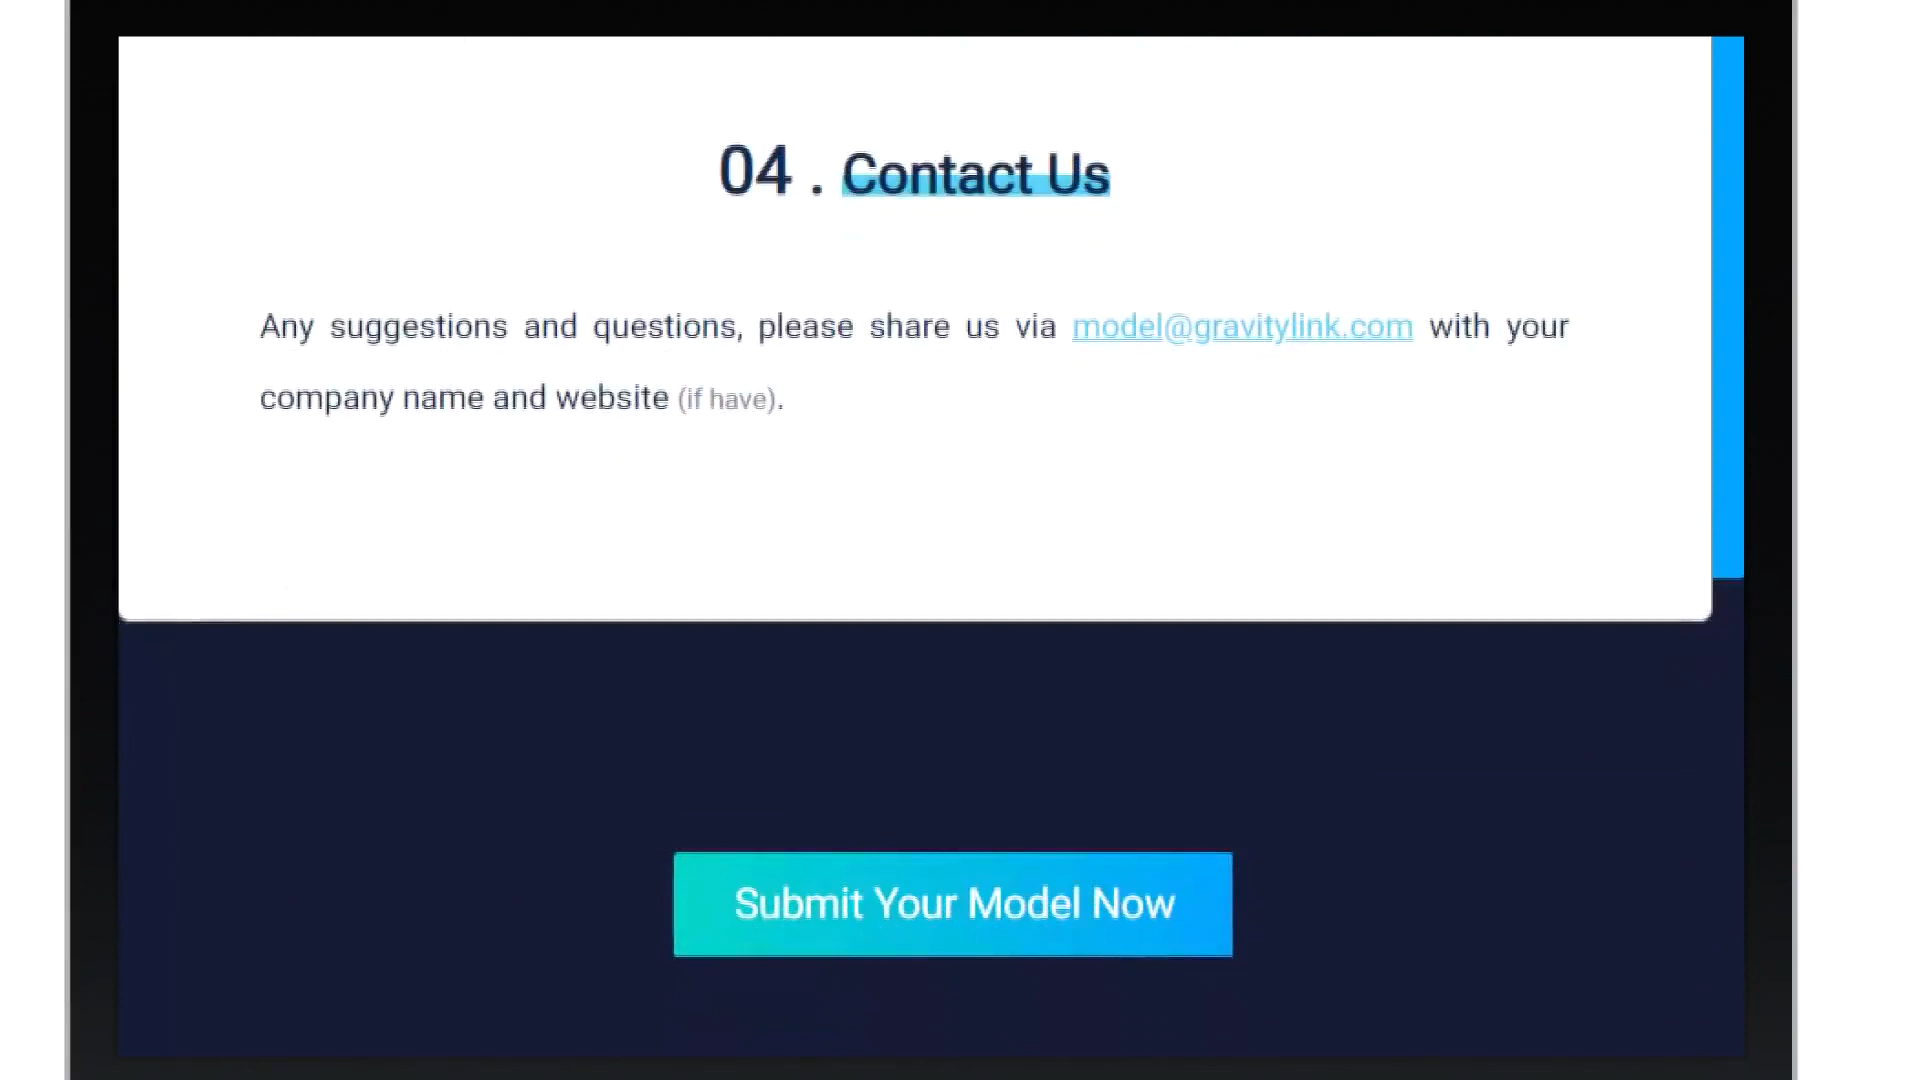 04 . Contact Us
Any suggestions and questions, please share us via model@gravitylink.com with your
company name and website (if have).
Submit Your Model Now